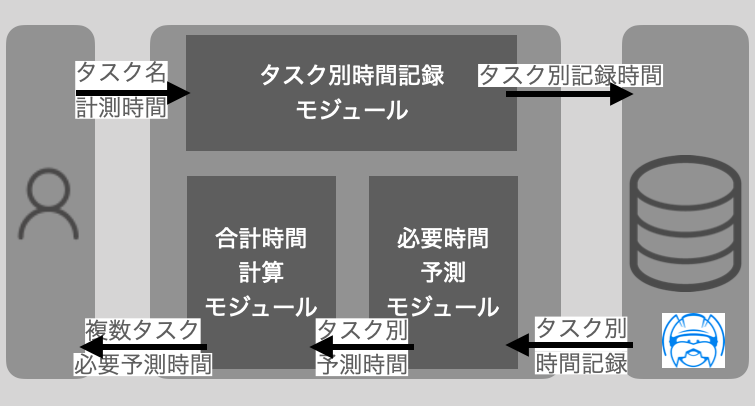 タスク名
計測時間
タスク別時間記録
モジュール
タスク別記録時間
合計時間
計算
モジュール
必要時間
予測
モジュール
複数タスク
必要予測時間
タスク別
予測時間
タスク別
時間記録